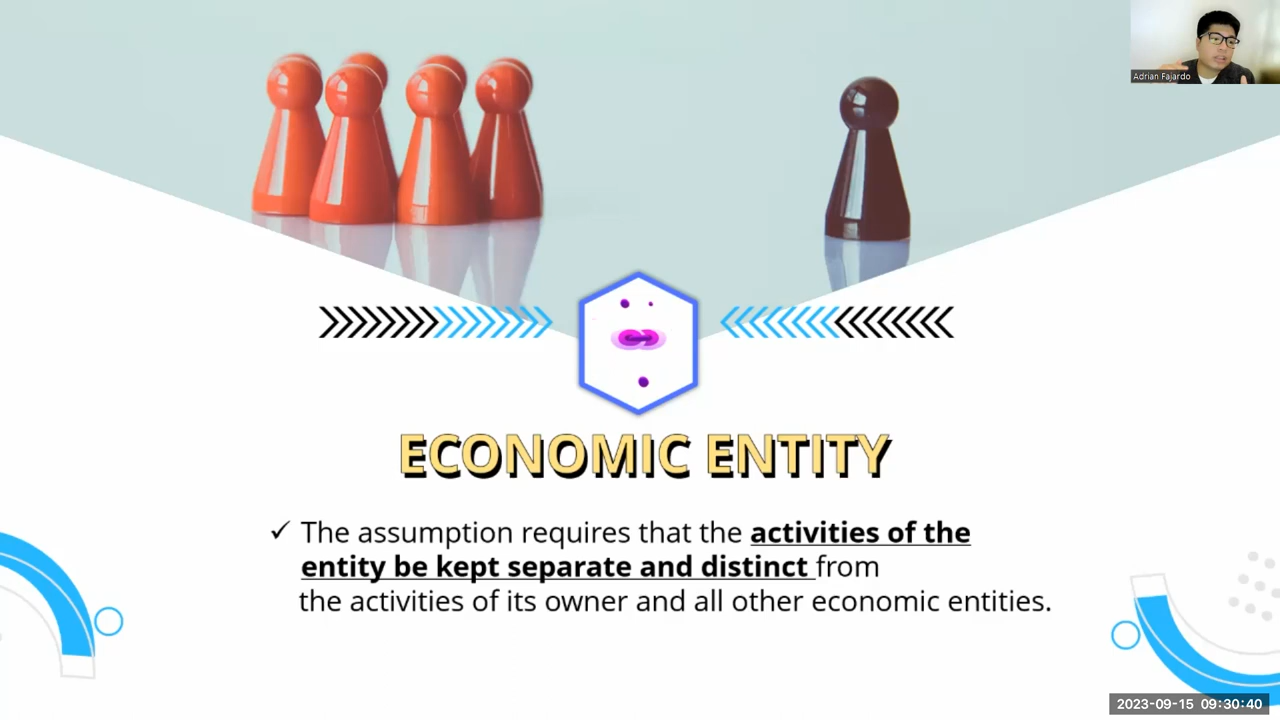 Adrian Fajardo
ECONOMIC ENTITY
✓ The assumption requires that the activities of the
entity be kept separate and distinct from
the activities of its owner and all other economic entities.
2023-09-15 09:30:40